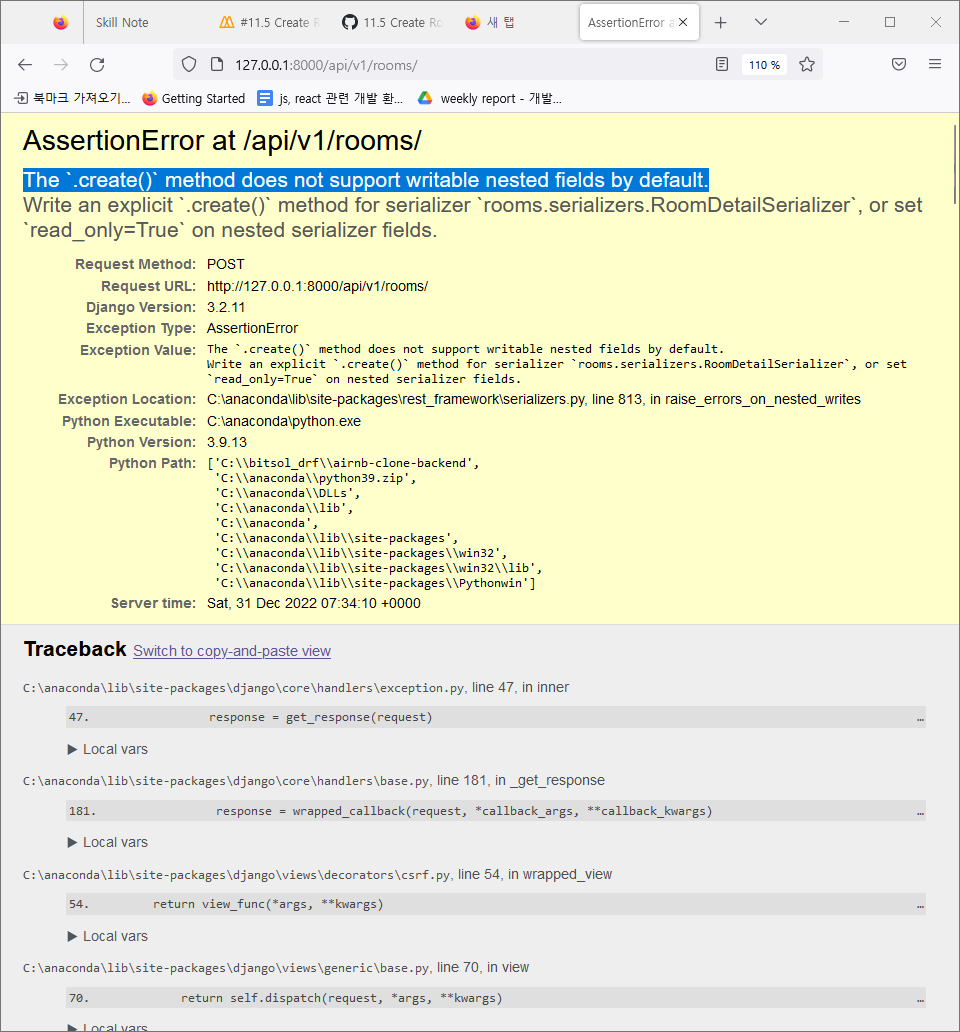 Skill Note
#11.5 Create R
11.5 Create Ro
새 탭
AssertionError a
127.0.0.1:8000/api/v1/rooms/
110 %
북마크 가져오기...
Getting Started
js, react 관련 개발 환...
weekly report - 개발...
AssertionError at /api/v1/rooms/
The `.create()` method does not support writable nested fields by default.
Write an explicit `.create()` method for serializer `rooms.serializers.RoomDetailSerializer`, or set
`read_only=True` on nested serializer fields.
Request Method: POST
Request URL: http://127.0.0.1:8000/api/v1/rooms/
Django Version: 3.2.11
Exception Type: AssertionError
Exception Value: The `.create()` method does not support writable nested fields by default.
Write an explicit `.create()` method for serializer `rooms.serializers.RoomDetailSerializer`, or set
`read_only=True` on nested serializer fields.
Exception Location: C:\anaconda\lib\site-packages\rest_framework\serializers.py, line 813, in raise_errors_on_nested_writes
Python Executable: C:\anaconda\python.exe
Python Version: 3.9.13
Python Path: ['C:\\bitsol_drf\\airnb-clone-backend',
'C:\\anaconda\\python39.zip',
'C:\\anaconda\\DLLs',
'C:\\anaconda\\lib',
'C:\\anaconda',
'C:\\anaconda\\lib\\site-packages',
'C:\\anaconda\\lib\\site-packages\\win32',
'C:\\anaconda\\lib\\site-packages\\win32\\lib',
'C:\\anaconda\\lib\\site-packages\\Pythonwin']
Server time: Sat, 31 Dec 2022 07:34:10 +0000
Traceback Switch to copy-and-paste view
C:\anaconda\lib\site-packages\django\core\handlers\exception.py, line 47, in inner
47. response = get_response(request) …
▶ Local vars
C:\anaconda\lib\site-packages\django\core\handlers\base.py, line 181, in _get_response
181. response = wrapped_callback(request, *callback_args, **callback_kwargs) …
▶ Local vars
C:\anaconda\lib\site-packages\django\views\decorators\csrf.py, line 54, in wrapped_view
54. return view_func(*args, **kwargs) …
▶ Local vars
C:\anaconda\lib\site-packages\django\views\generic\base.py, line 70, in view
70. return self.dispatch(request, *args, **kwargs) …
▶ Local vars